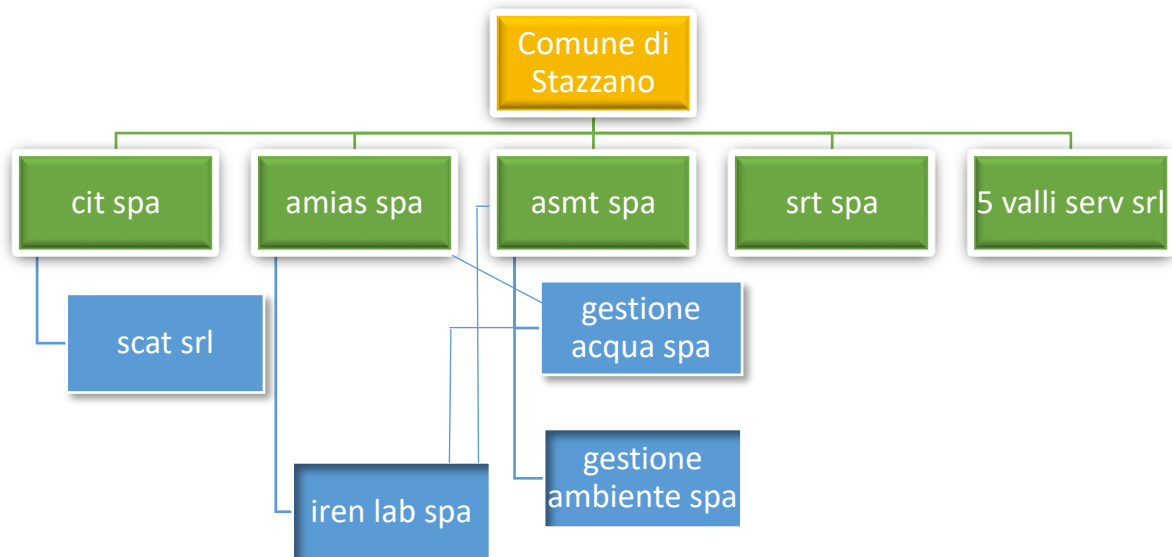 Comune di
Stazzano
cit spa
amias spa
asmt spa
srt spa
5 valli serv srl
scat srl
gestione
acqua spa
gestione
ambiente spa
iren lab spa